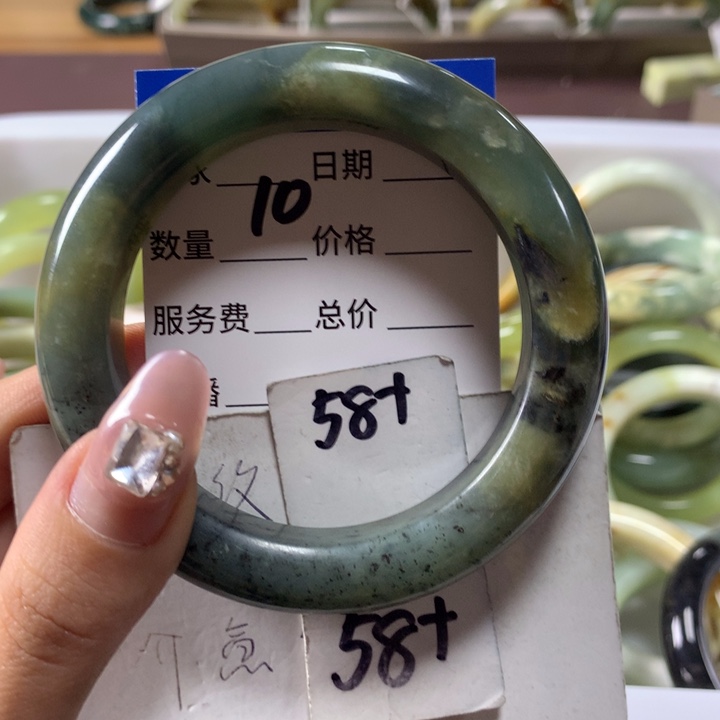 日期
10
数量 价格
服务费 总价
58+
58+